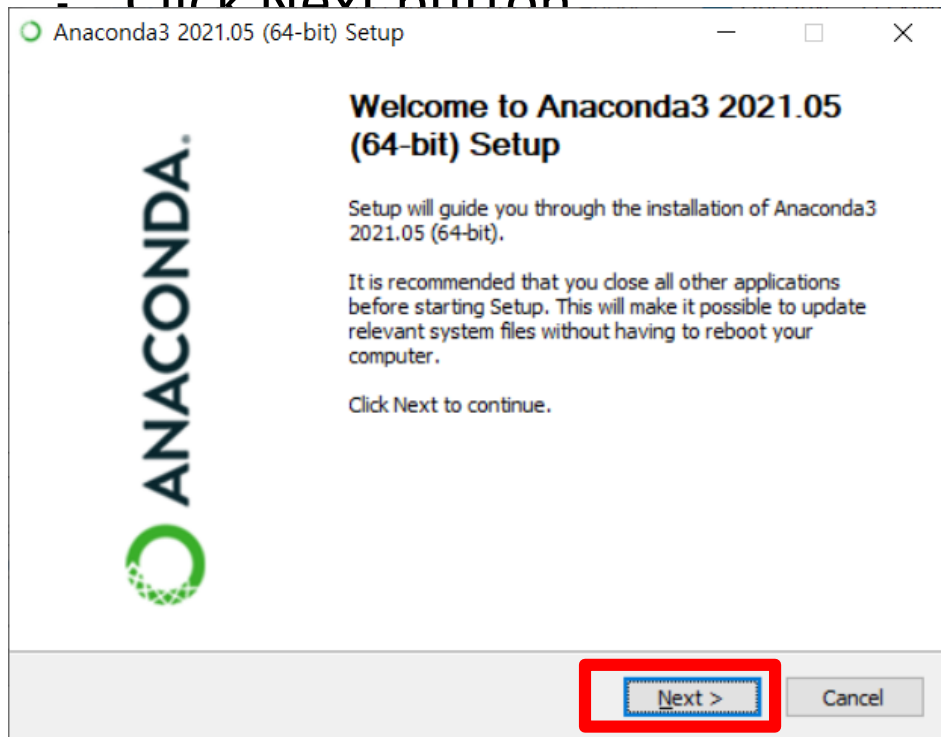 - Click Next button
Anaconda3 2021.05 (64-bit) Setup
Welcome to Anaconda3 2021.05
(64-bit) Setup
Setup will guide you through the installation of Anaconda3
2021.05 (64-bit).
It is recommended that you close all other applications
before starting Setup. This will make it possible to update
relevant system files without having to reboot your
computer.
Click Next to continue.
ANACONDA.
Next >
Cancel